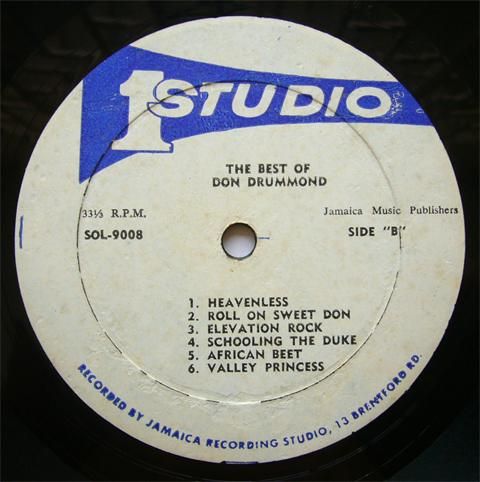 1 STUDIO
THE BEST OF
DON DRUMMOND
33⅓ R.P.M.
Jamaica Music Publishers
SOL-9008
SIDE "B"
1. HEAVENLESS
2. ROLL ON SWEET DON
3. ELEVATION ROCK
4. SCHOOLING THE DUKE
5. AFRICAN BEET
6. VALLEY PRINCESS
RECORDED BY JAMAICA RECORDING STUDIO, 13 BRENTFORD RD.